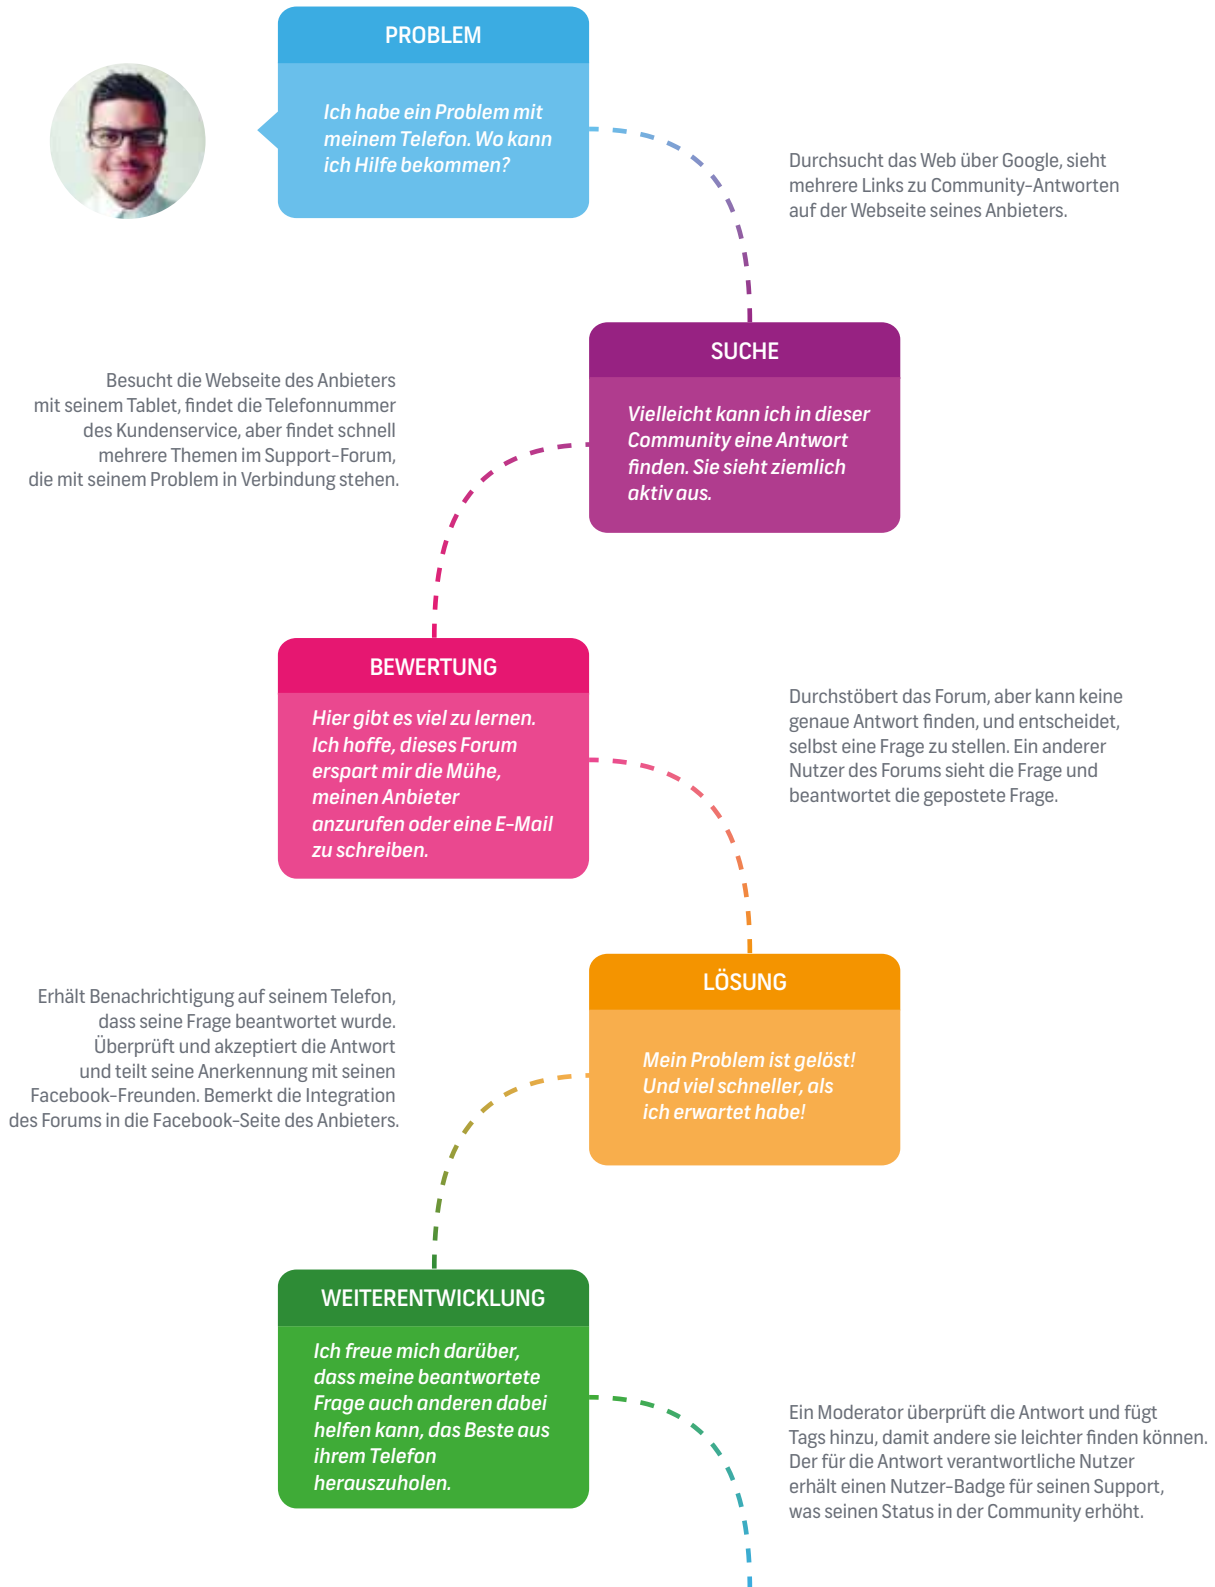 PROBLEM
Ich habe ein Problem mit
meinem Telefon. Wo kann
ich Hilfe bekommen?
Durchsucht das Web über Google, sieht
mehrere Links zu Community-Antworten
auf der Webseite seines Anbieters.
SUCHE
Vielleicht kann ich in dieser
Community eine Antwort
finden. Sie sieht ziemlich
aktiv aus.
Besucht die Webseite des Anbieters
mit seinem Tablet, findet die Telefonnummer
des Kundenservice, aber findet schnell
mehrere Themen im Support-Forum,
die mit seinem Problem in Verbindung stehen.
BEWERTUNG
Hier gibt es viel zu lernen.
Ich hoffe, dieses Forum
erspart mir die Mühe,
meinen Anbieter
anzurufen oder eine E-Mail
zu schreiben.
Durchstöbert das Forum, aber kann keine
genaue Antwort finden, und entscheidet,
selbst eine Frage zu stellen. Ein anderer
Nutzer des Forums sieht die Frage und
beantwortet die gepostete Frage.
LÖSUNG
Mein Problem ist gelöst!
Und viel schneller, als
ich erwartet habe!
Erhält Benachrichtigung auf seinem Telefon,
dass seine Frage beantwortet wurde.
Überprüft und akzeptiert die Antwort
und teilt seine Anerkennung mit seinen
Facebook-Freunden. Bemerkt die Integration
des Forums in die Facebook-Seite des Anbieters.
WEITERENTWICKLUNG
Ich freue mich darüber,
dass meine beantwortete
Frage auch anderen dabei
helfen kann, das Beste aus
ihrem Telefon
herauszuholen.
Ein Moderator überprüft die Antwort und fügt
Tags hinzu, damit andere sie leichter finden können.
Der für die Antwort verantwortliche Nutzer
erhält einen Nutzer-Badge für seinen Support,
was seinen Status in der Community erhöht.